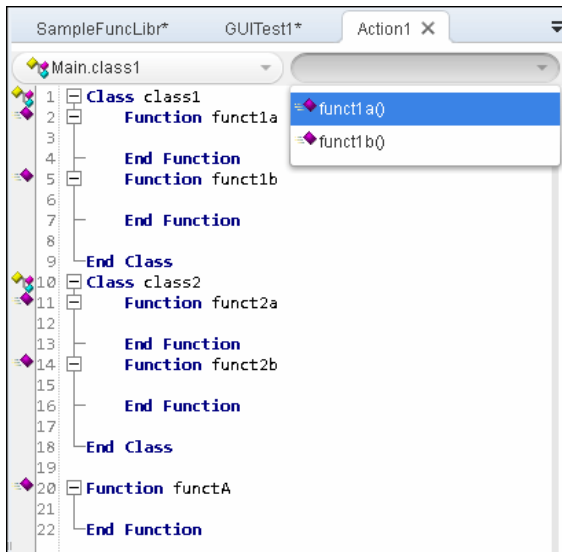 SampleFuncLibr* GUITest1* Action1
Main.class1
funct1a()
funct1b()
1 Class class1
2 Function funct1a
3
4 End Function
5 Function funct1b
6
7 End Function
8
9 End Class
10 Class class2
11 Function funct2a
12
13 End Function
14 Function funct2b
15
16 End Function
17
18 End Class
19
20 Function functA
21
22 End Function